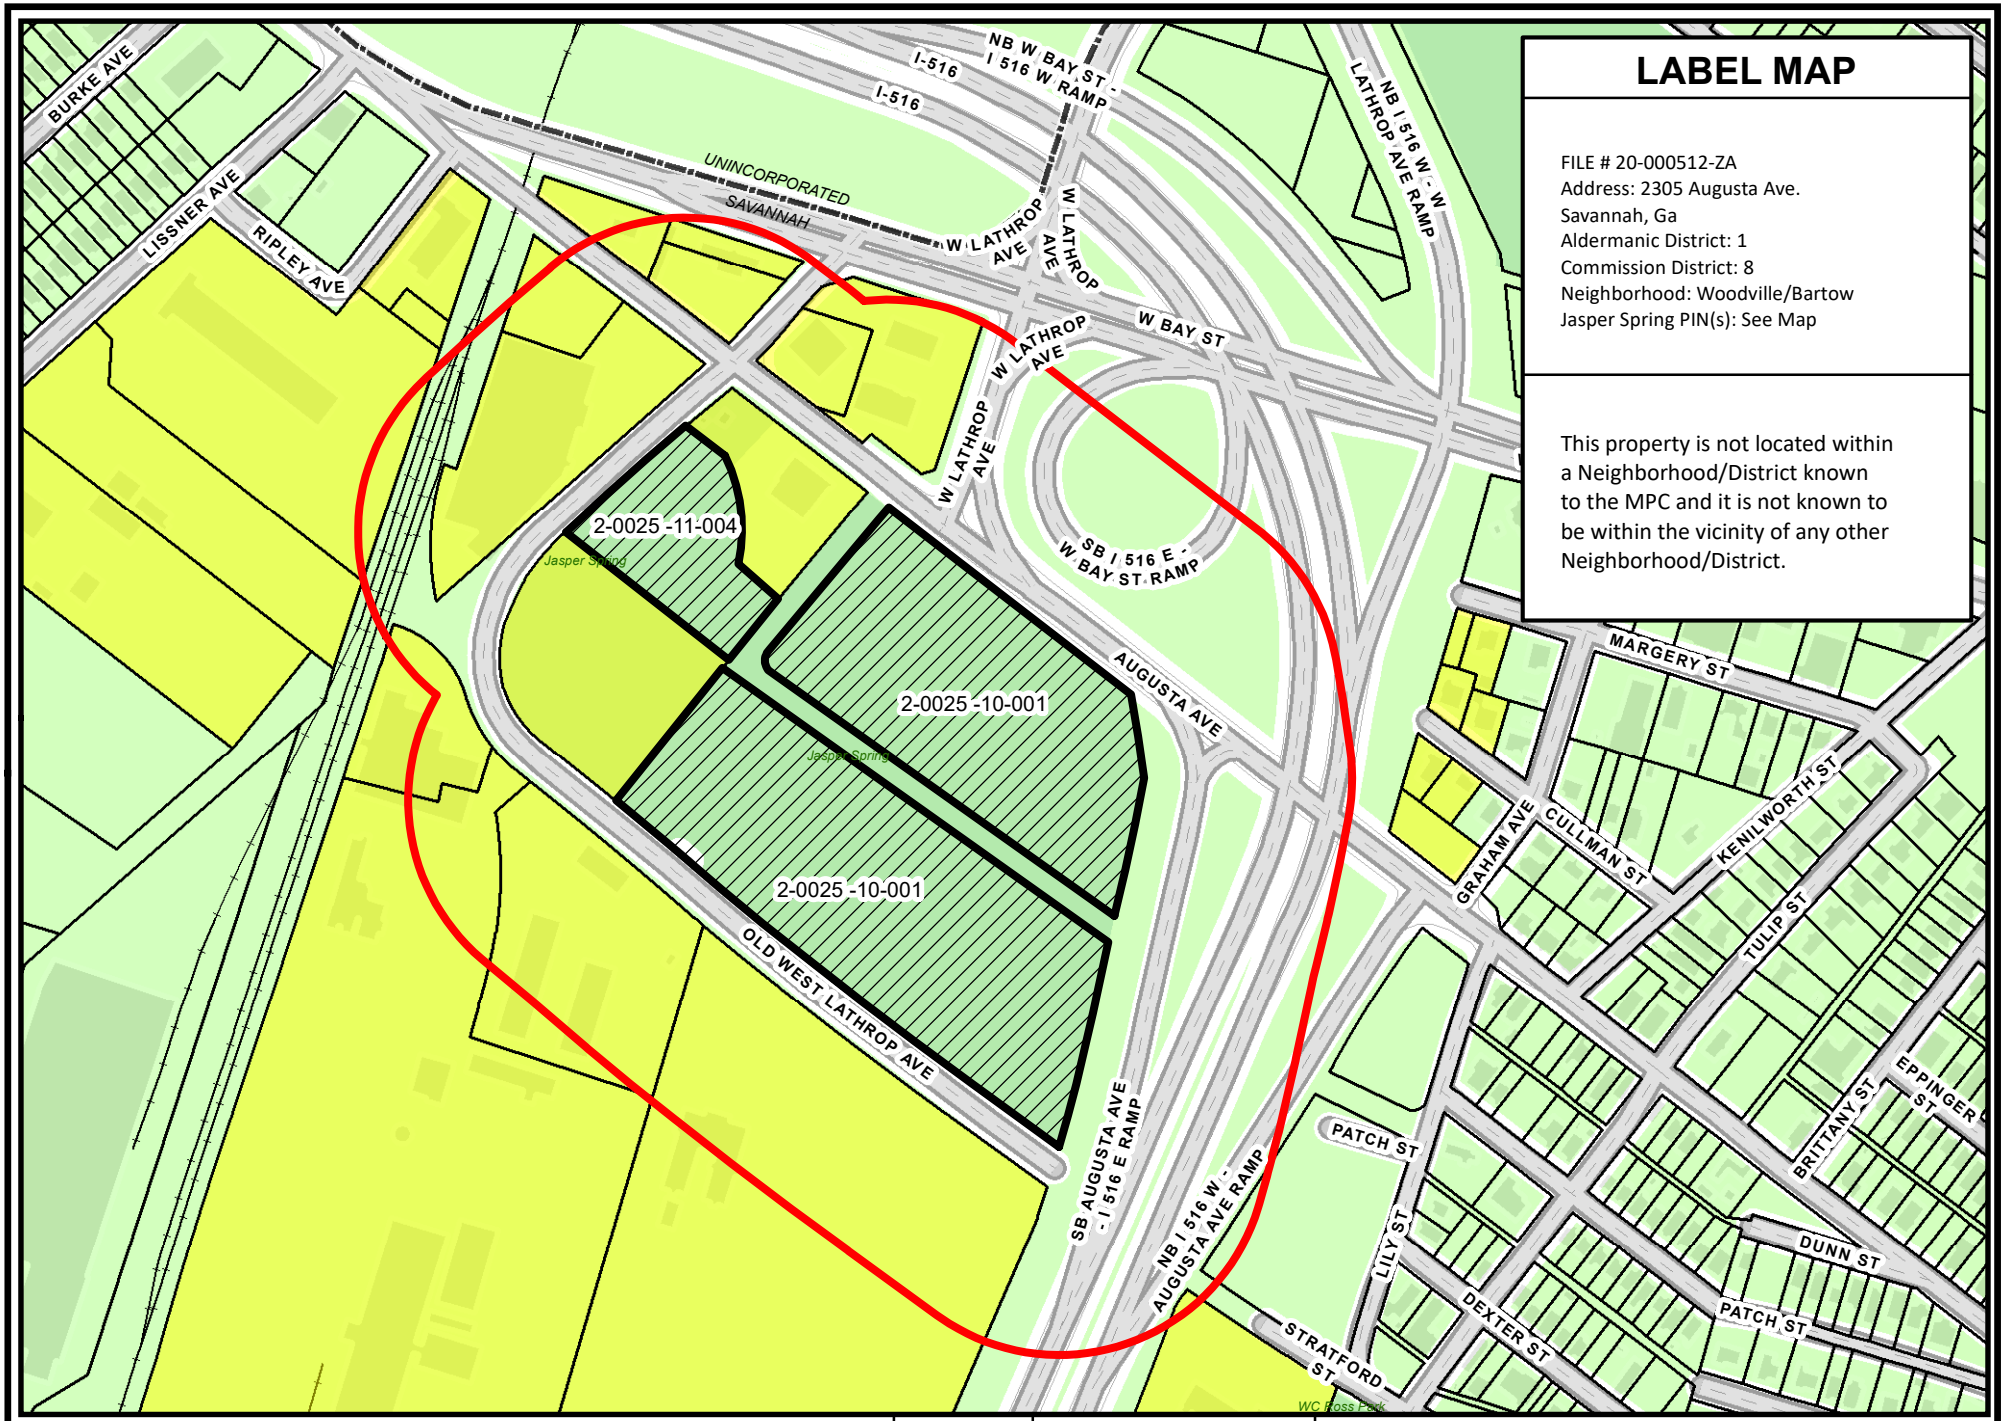 LABEL MAP
FILE # 20-000512-ZA
Address: 2305 Augusta Ave.
Savannah, Ga
Aldermanic District: 1
Commission District: 8
Neighborhood: Woodville/Bartow
Jasper Spring PIN(s): See Map
This property is not located within
a Neighborhood/District known
to the MPC and it is not known to
be within the vicinity of any other
Neighborhood/District.
BURKE AVE
LISSNER AVE
RIPLEY AVE
I-516
I-516
NB W BAY ST -
I 516 W RAMP
NB I 516 W - W
LATHROP AVE RAMP
UNINCORPORATED
SAVANNAH
W LATHROP
AVE
W LATHROP
AVE
W LATHROP
AVE
W LATHROP
AVE
W BAY ST
SB I 516 E -
W BAY ST RAMP
2-0025 -11-004
Jasper Spring
2-0025 -10-001
Jasper Spring
2-0025 -10-001
AUGUSTA AVE
OLD WEST LATHROP AVE
SB AUGUSTA AVE
- I 516 E RAMP
NB I 516 W -
AUGUSTA AVE RAMP
MARGERY ST
GRAHAM AVE
CULLMAN ST
KENILWORTH ST
TULIP ST
BRITTANY ST
EPPINGER
ST
PATCH ST
LILY ST
DUNN ST
PATCH ST
DEXTER ST
STRATFORD
ST
WC Ross Park